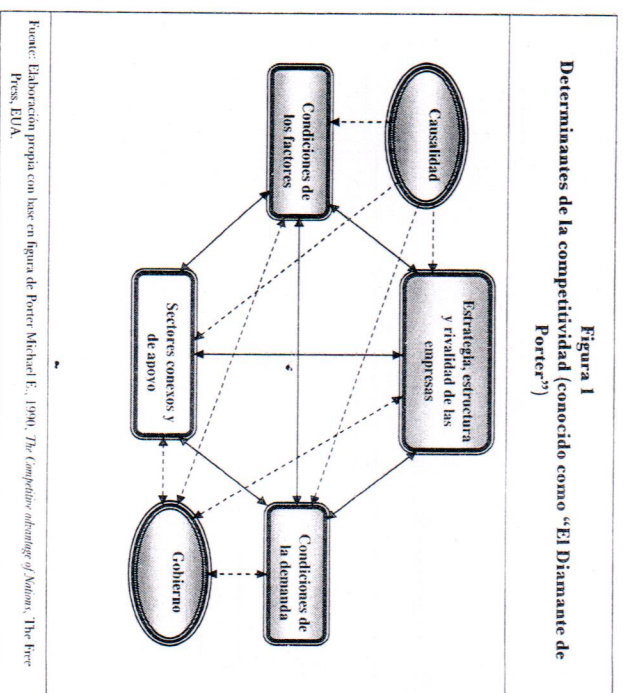 Figura 1
Determinantes de la competitividad (conocido como “El Diamante de
Porter”)
Causalidad
Estrategia, estructura
y rivalidad de las
empresas
Condiciones de
los factores
Condiciones de
la demanda
Sectores conexos y
de apoyo
Gobierno
Fuente: Elaboración propia con base en figura de Porter Michael E., 1990, The Competitive advantage of Nations, The Free
Press, EUA.